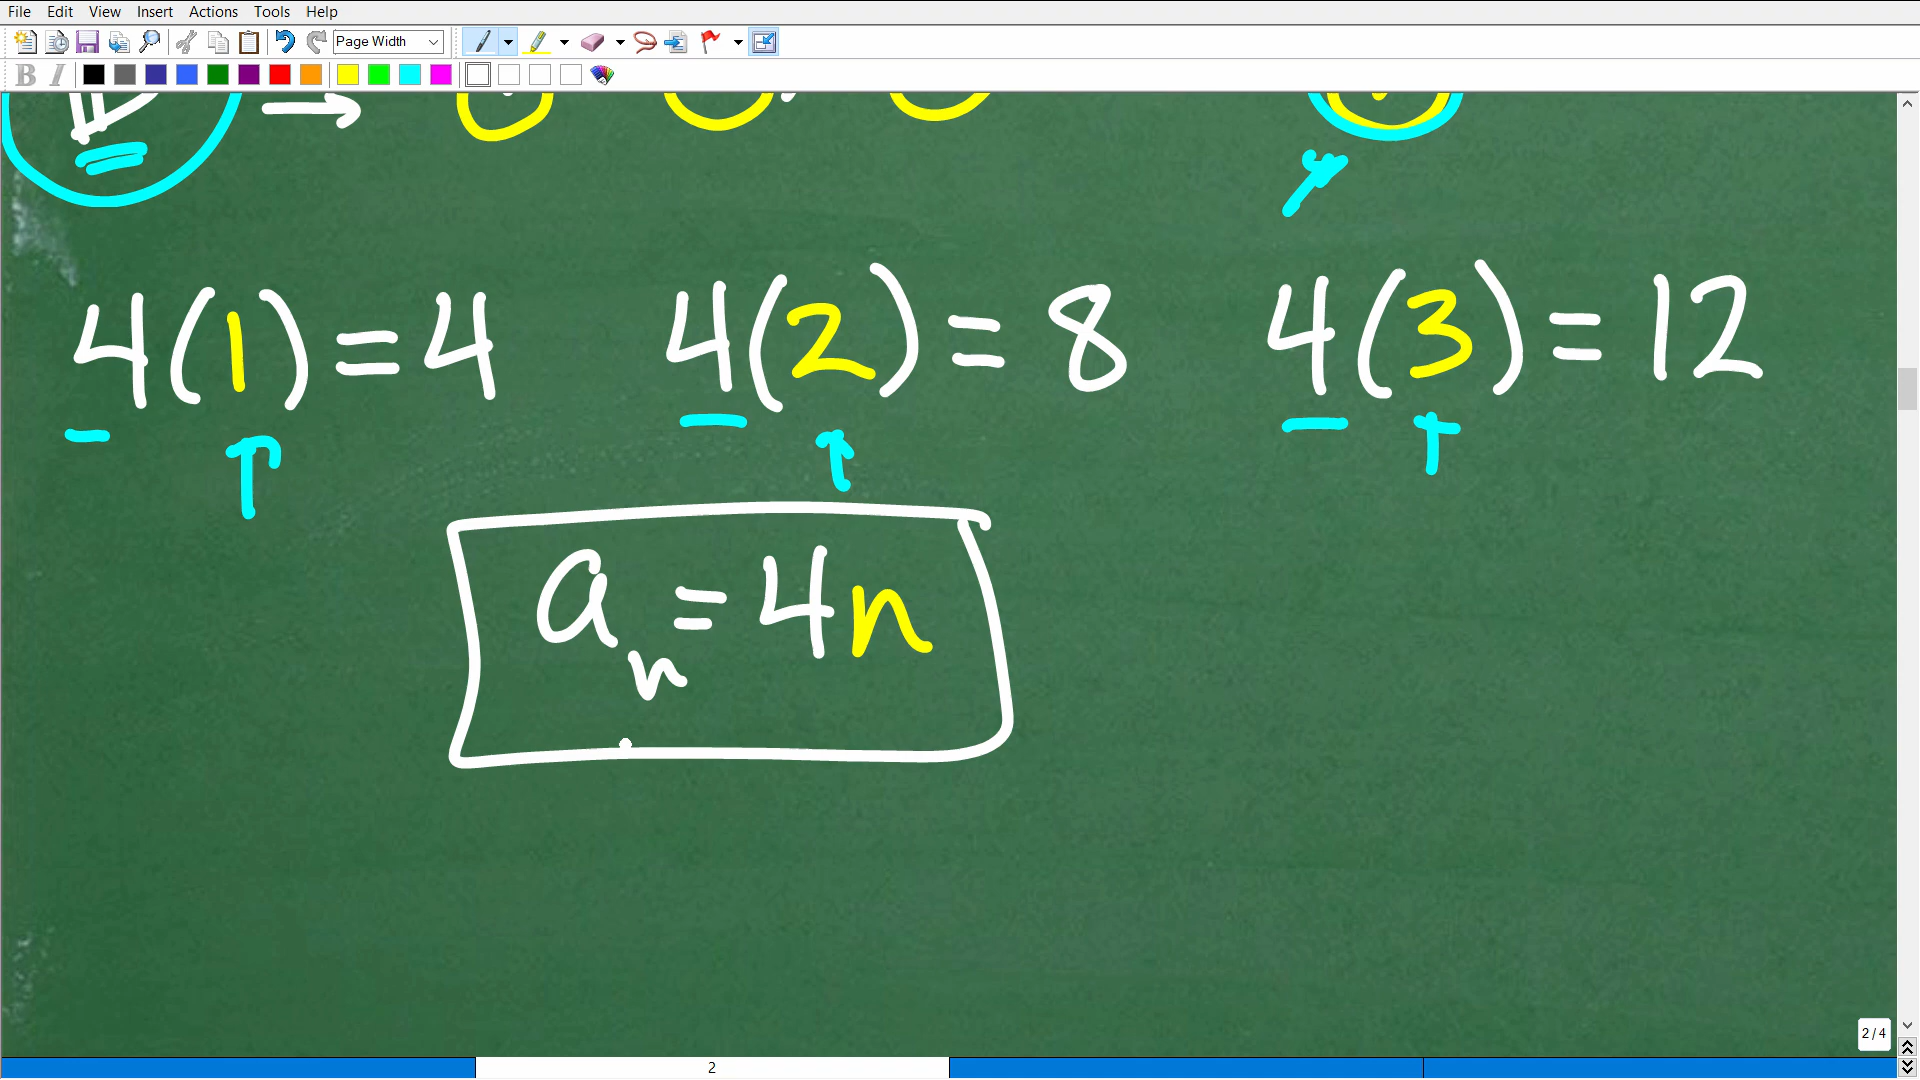 File Edit View Insert Actions Tools Help
Page Width
B I
4(1)=4 4(2)=8 4(3)=12
aₙ=4n
2 / 4
2